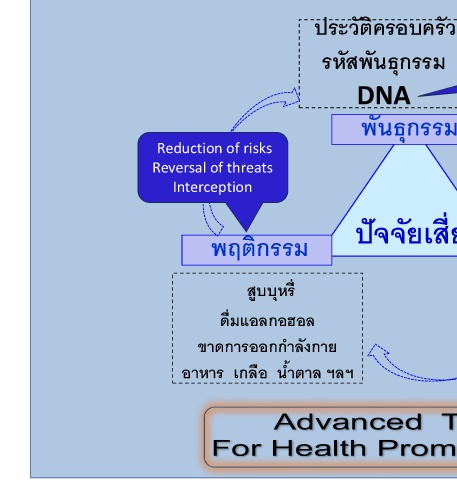 ประวัติครอบครัว
รหัสพันธุกรรม
DNA
พันธุกรรม
Reduction of risks
Reversal of threats
Interception
ปัจจัยเสี่ย
พฤติกรรม
สูบบุหรี่
ดื่มแอลกอฮอล
ขาดการออกกำลังกาย
อาหาร เกลือ น้ำตาล ฯลฯ
Advanced T
For Health Prom